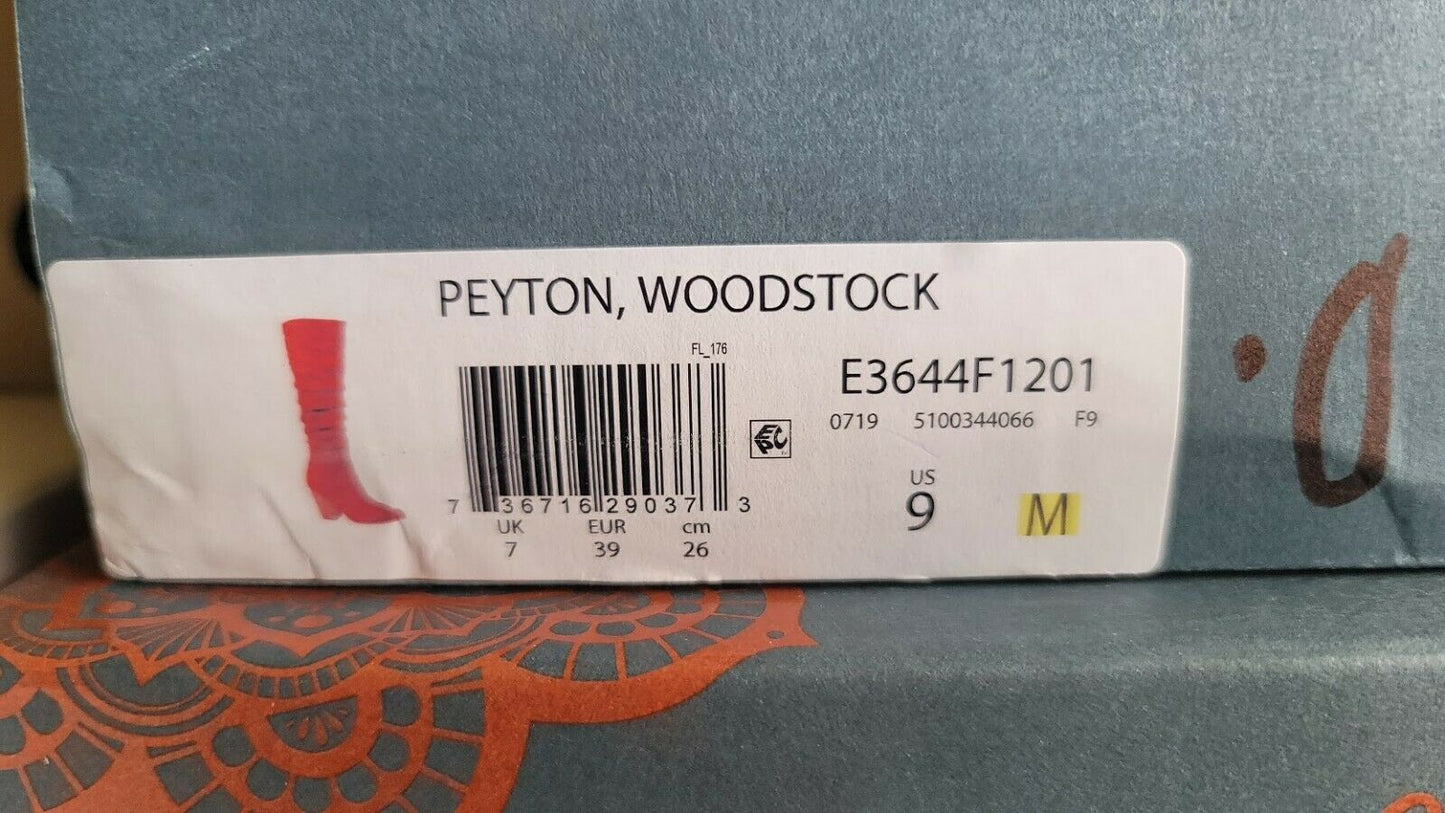 PEYTON, WOODSTOCK
FL_176
E3644F1201
0719 5100344066 F9
EPC
7 36716 29037 3
UK EUR cm
7 39 26
US
9 M